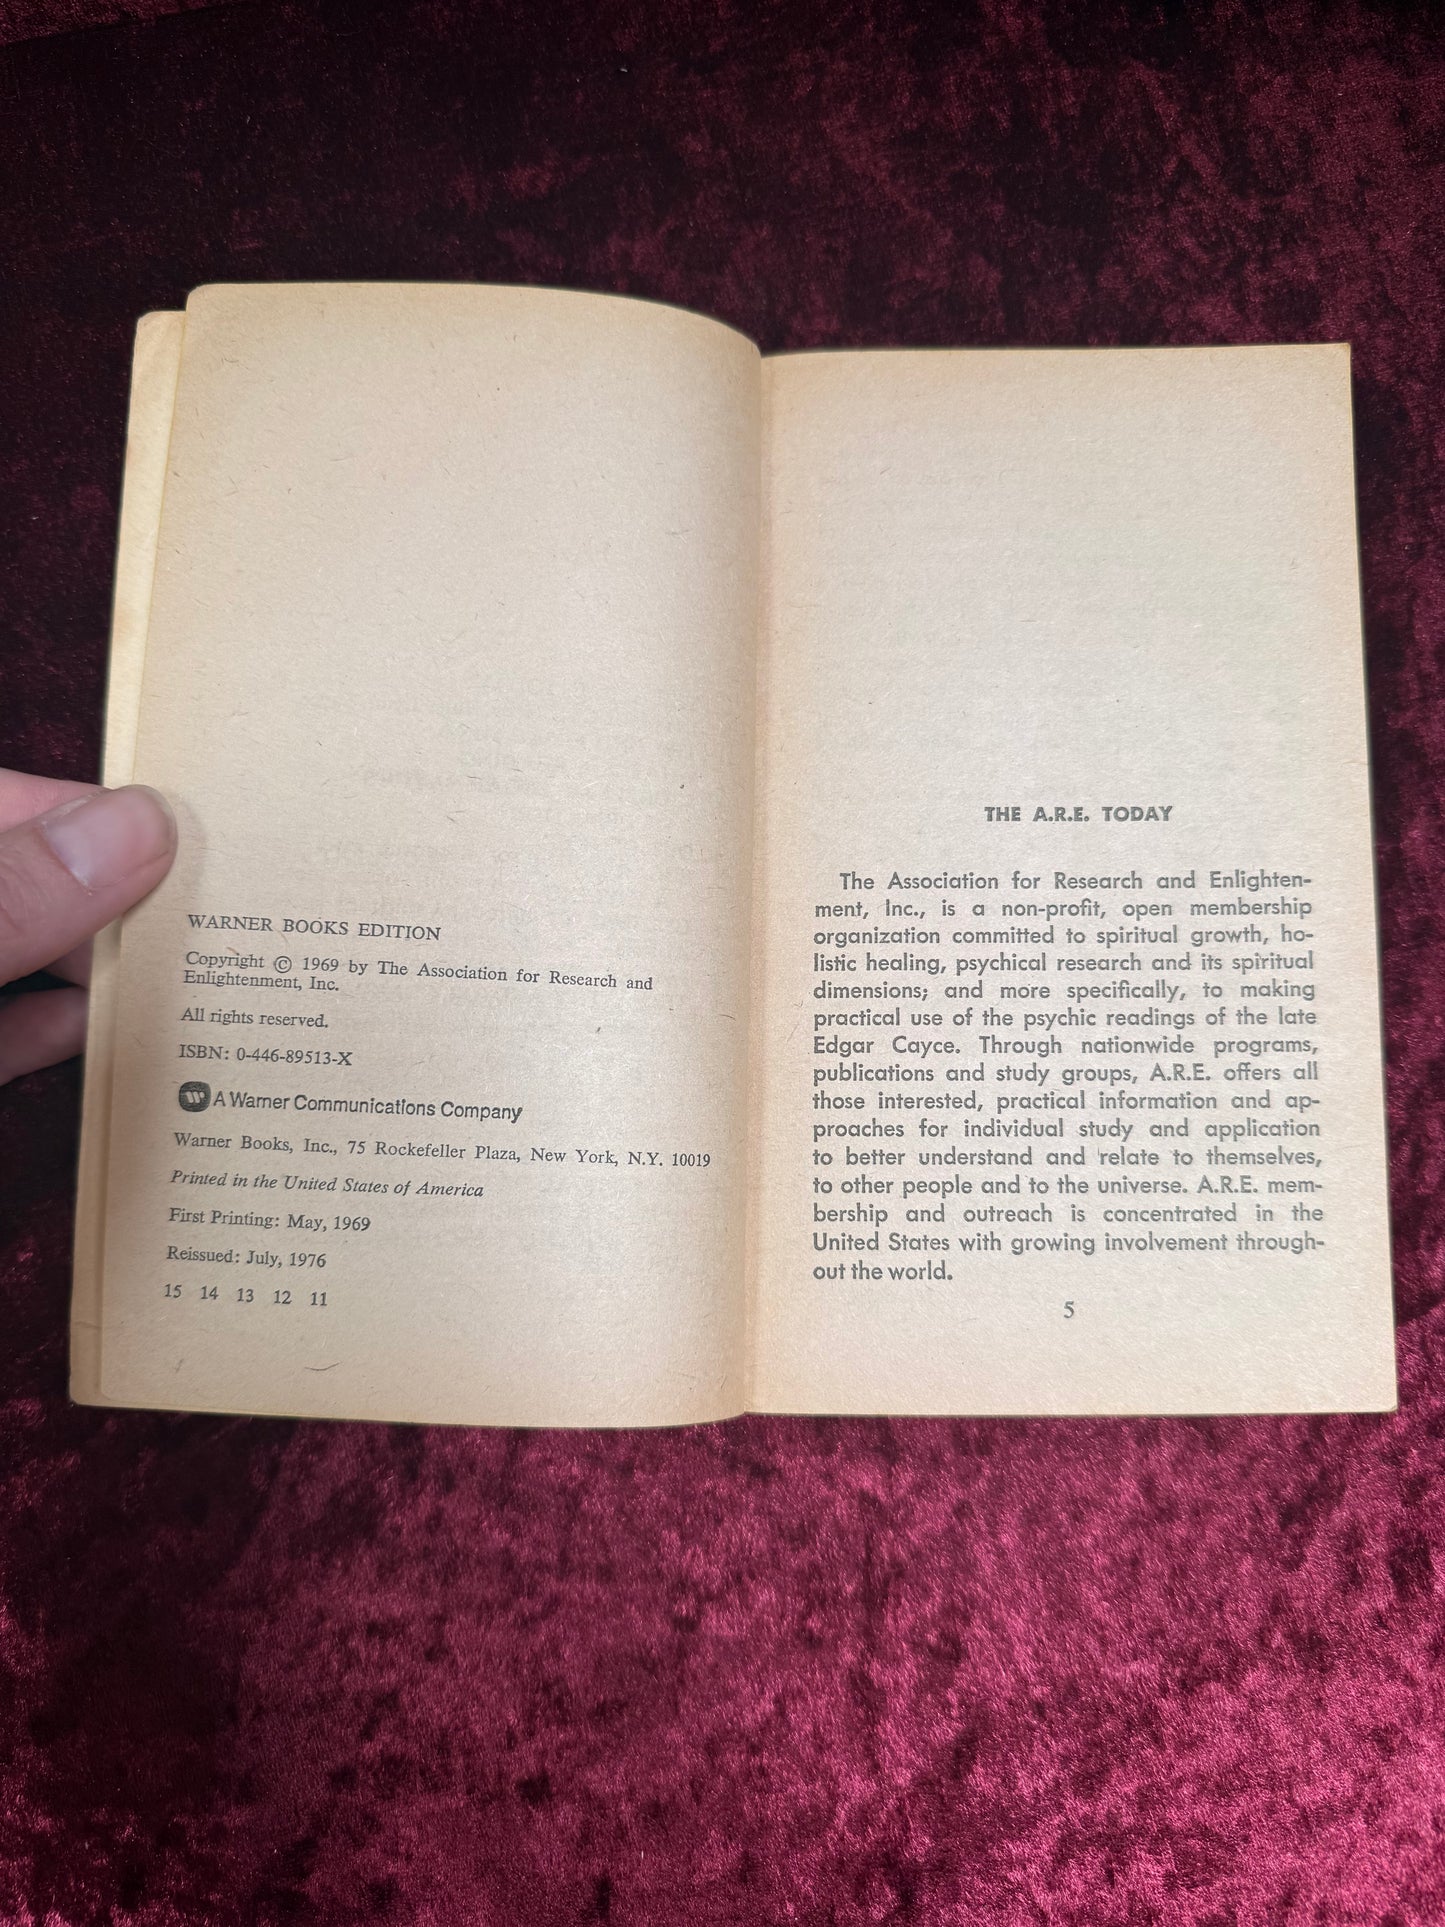 WARNER BOOKS EDITION
Copyright © 1969 by The Association for Research and
Enlightenment, Inc.
All rights reserved.
ISBN: 0-446-89513-X
W A Warner Communications Company
Warner Books, Inc., 75 Rockefeller Plaza, New York, N.Y. 10019
Printed in the United States of America
First Printing: May, 1969
Reissued: July, 1976
15 14 13 12 11
THE A.R.E. TODAY
The Association for Research and Enlighten-
ment, Inc., is a non-profit, open membership
organization committed to spiritual growth, ho-
listic healing, psychical research and its spiritual
dimensions; and more specifically, to making
practical use of the psychic readings of the late
Edgar Cayce. Through nationwide programs,
publications and study groups, A.R.E. offers all
those interested, practical information and ap-
proaches for individual study and application
to better understand and relate to themselves,
to other people and to the universe. A.R.E. mem-
bership and outreach is concentrated in the
United States with growing involvement through-
out the world.
5